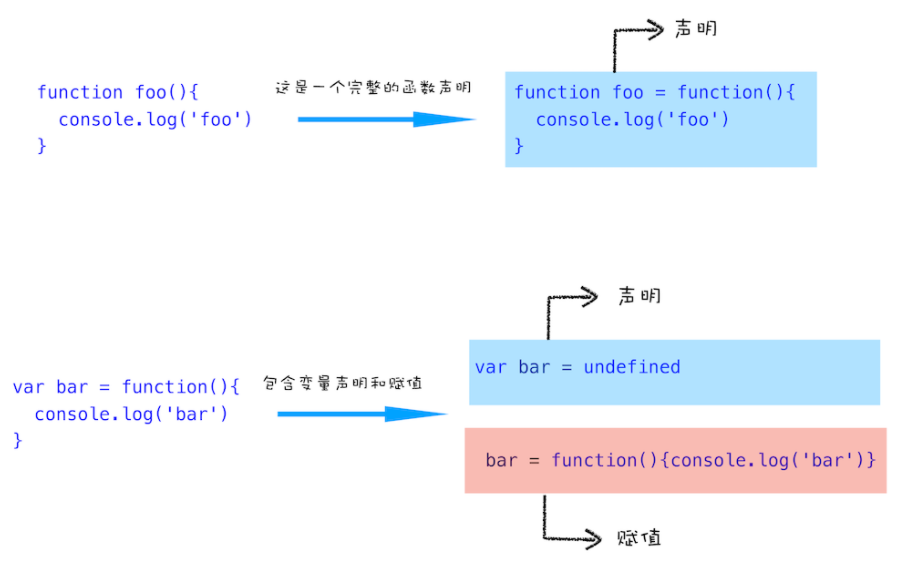 声明
function foo(){
console.log('foo')
}
这是一个完整的函数声明
function foo = function(){
console.log('foo')
}
声明
var bar = function(){
console.log('bar')
}
包含变量声明和赋值
var bar = undefined
bar = function(){console.log('bar')}
赋值